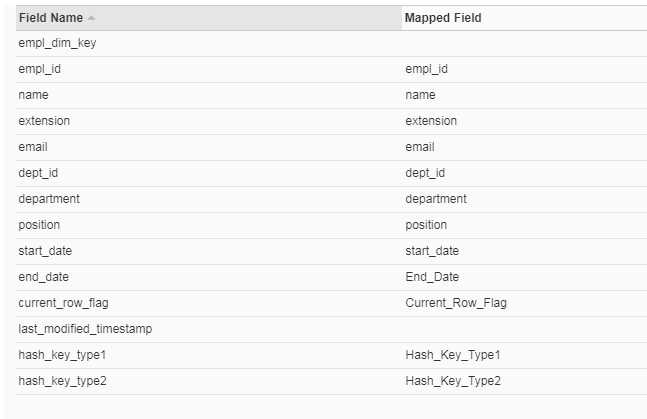 Field Name Mapped Field
empl_dim_key
empl_id empl_id
name name
extension extension
email email
dept_id dept_id
department department
position position
start_date start_date
end_date End_Date
current_row_flag Current_Row_Flag
last_modified_timestamp
hash_key_type1 Hash_Key_Type1
hash_key_type2 Hash_Key_Type2